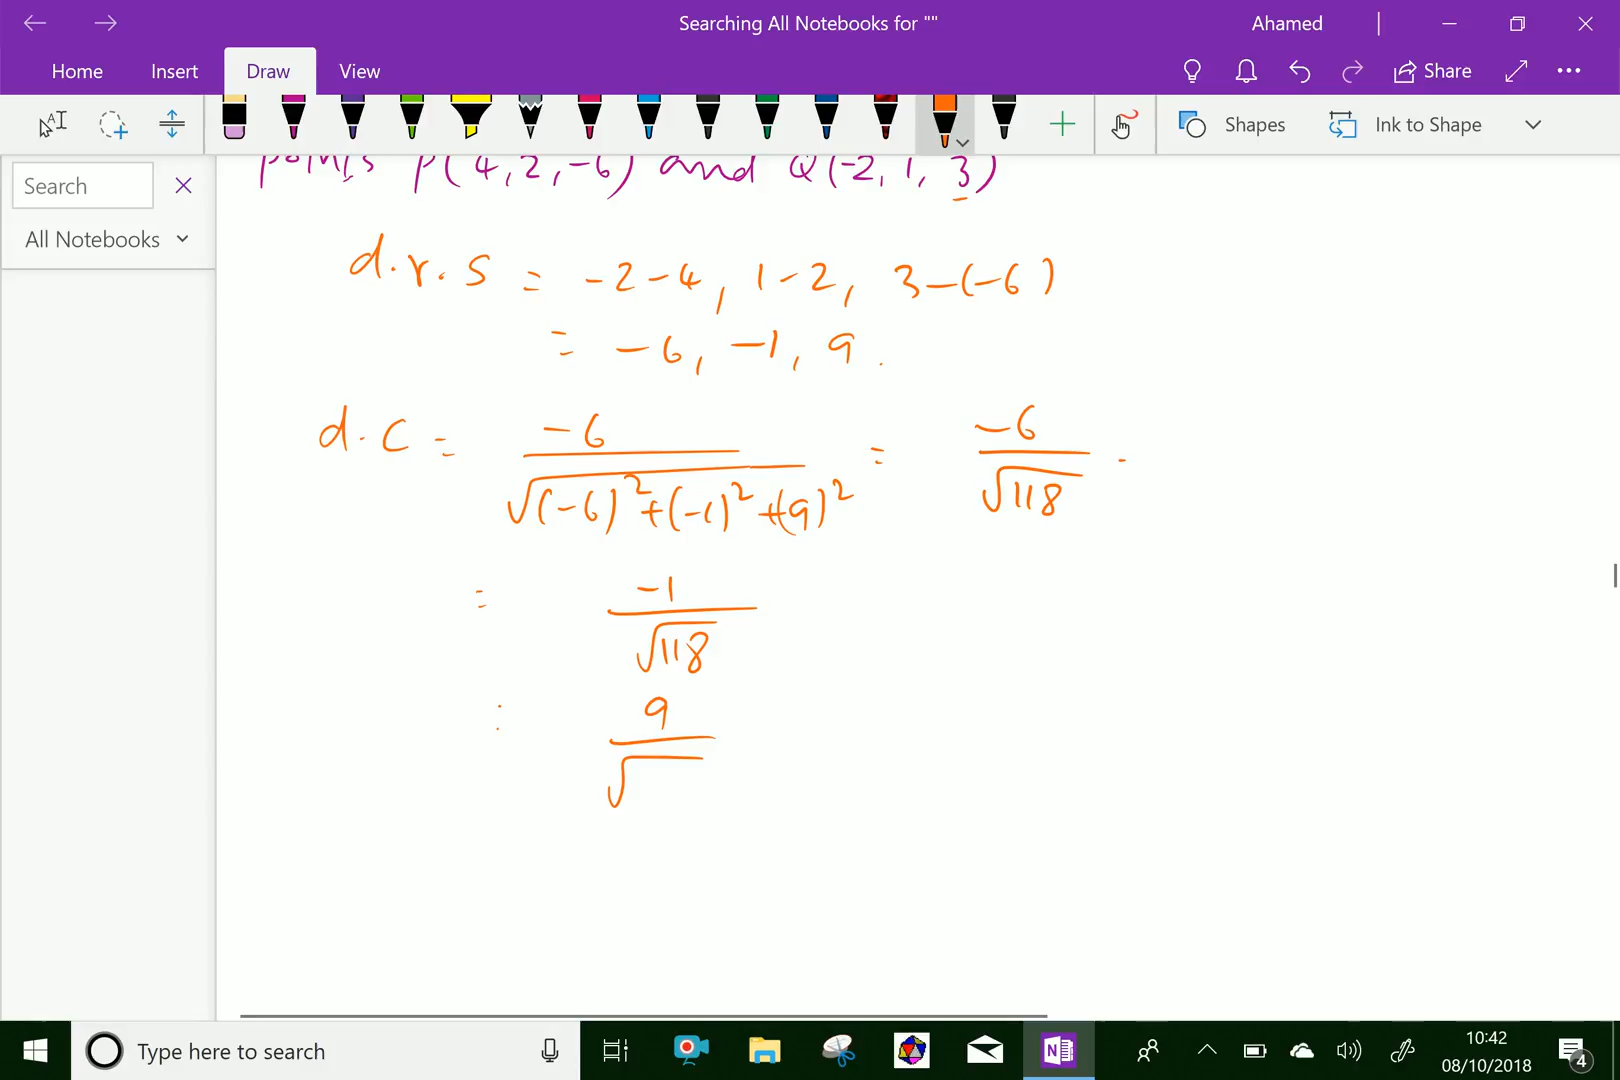 Searching All Notebooks for ""
Ahamed
Home Insert Draw View
Share
Shapes Ink to Shape
Search
All Notebooks
points P(4,2,-6) and Q(-2,1,3)
d.r.s = -2-4, 1-2, 3-(-6)
= -6, -1, 9.
d.c = -6/√(-6)²+(-1)²+(9)² = -6/√118 .
= -1/√118
: 9/√
Type here to search
10:42
08/10/2018
4